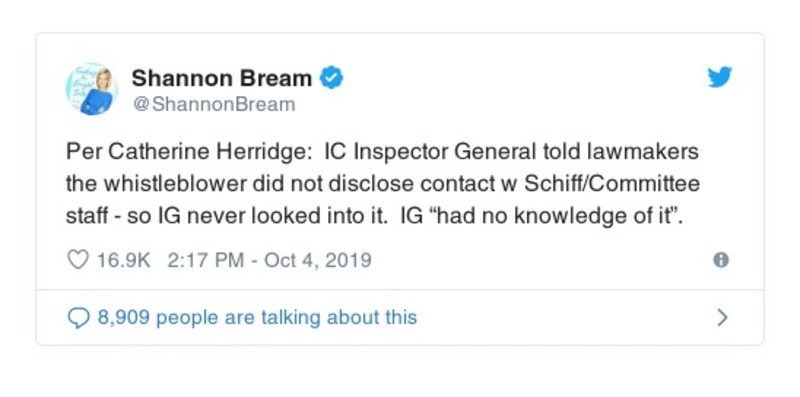 Shannon Bream
@ShannonBream
Per Catherine Herridge:  IC Inspector General told lawmakers
the whistleblower did not disclose contact w Schiff/Committee
staff - so IG never looked into it.  IG “had no knowledge of it”.
16.9K   2:17 PM - Oct 4, 2019
8,909 people are talking about this